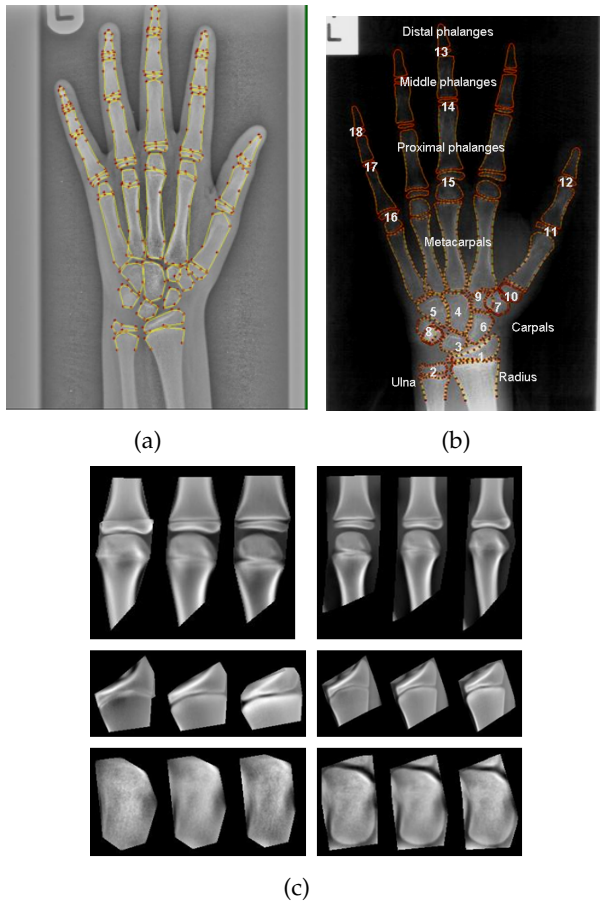 L
L
Distal phalanges
13
Middle phalanges
14
18
Proximal phalanges
17
12
15
16
11
Metacarpals
9
10
5
4
7
6
8
Carpals
3
1
2
Ulna
Radius
(a)
(b)
(c)